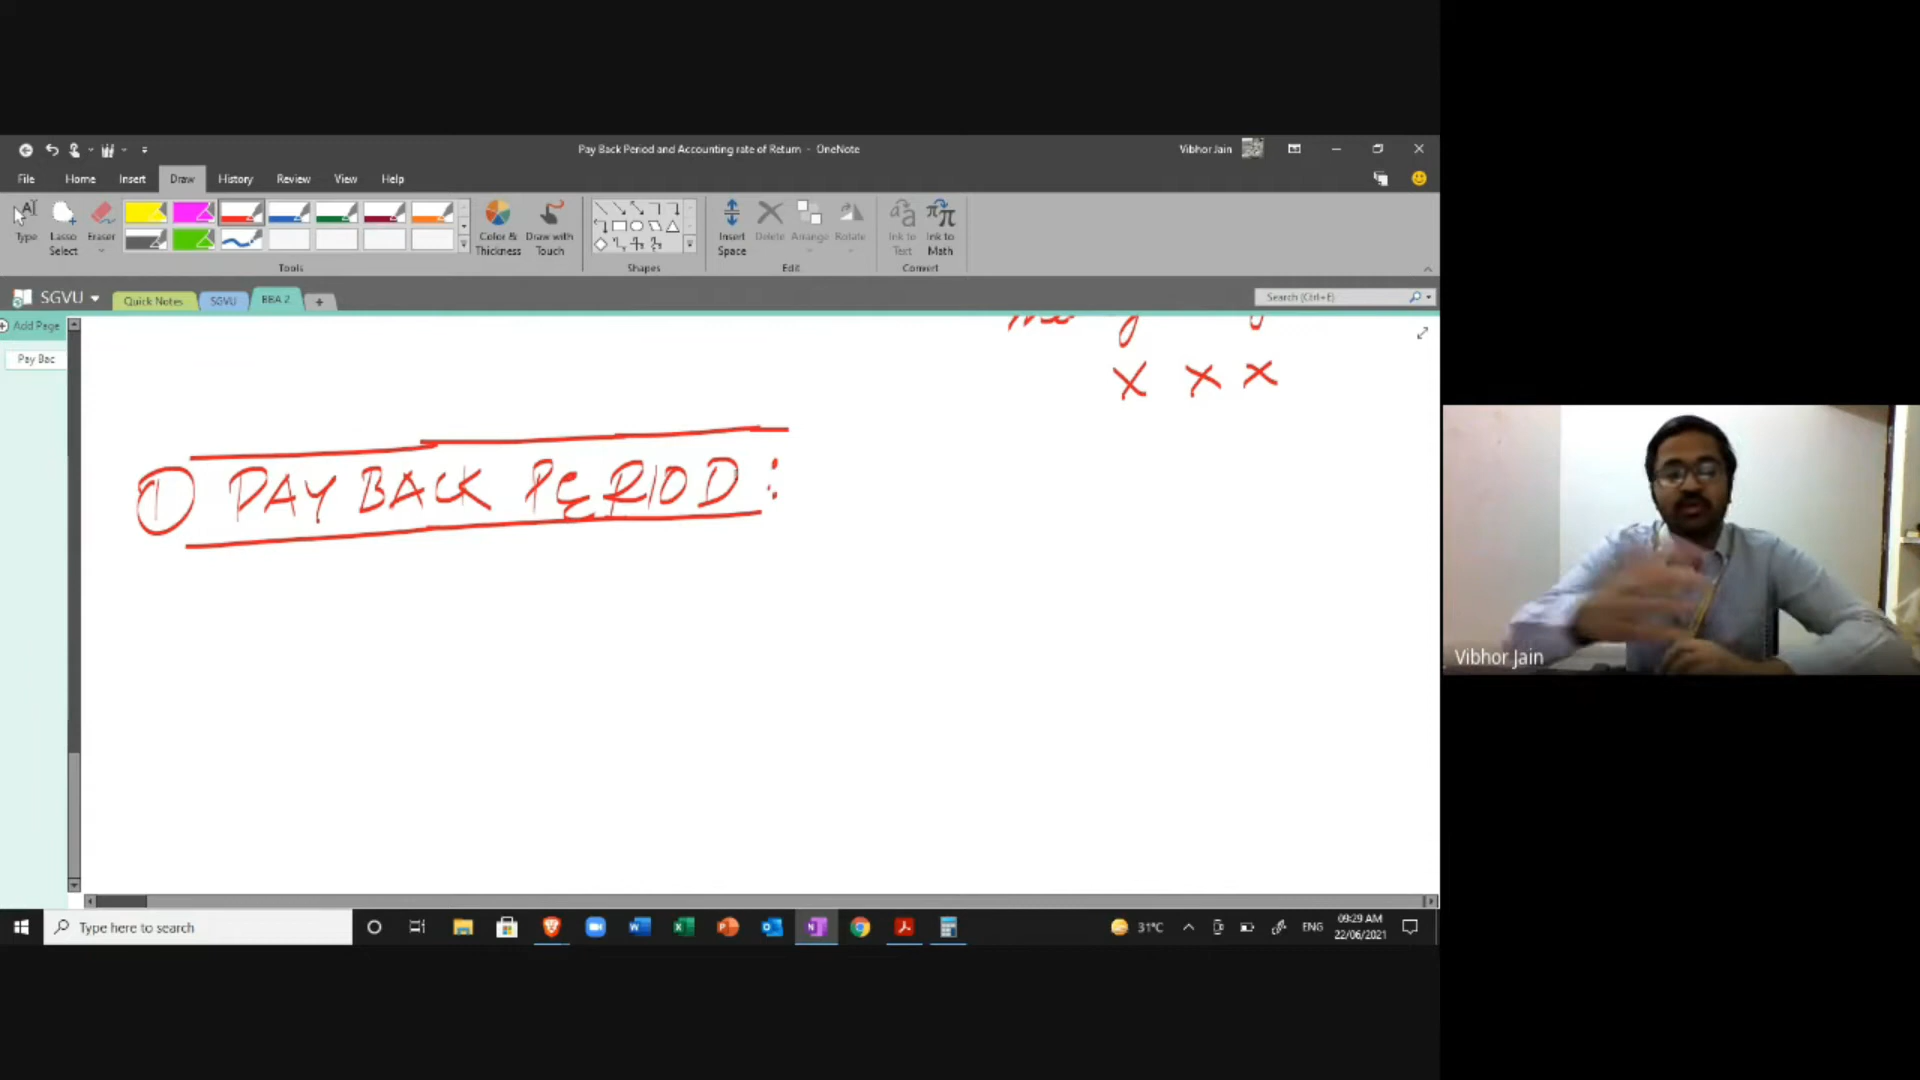 Pay Back Period and Accounting rate of Return - OneNote
Vibhor Jain
File Home Insert Draw History Review View Help
Type
Lasso Select
Eraser
Color & Thickness
Draw with Touch
Insert Space
Delete
Arrange
Rotate
Ink to Text
Ink to Math
Tools
Shapes
Edit
Convert
SGVU
Quick Notes
SGVU
BBA 2
Search (Ctrl+E)
Add Page
Pay Bac
x x x
① PAY BACK PERIOD :
Vibhor Jain
Type here to search
31°C
ENG
09:29 AM
22/06/2021